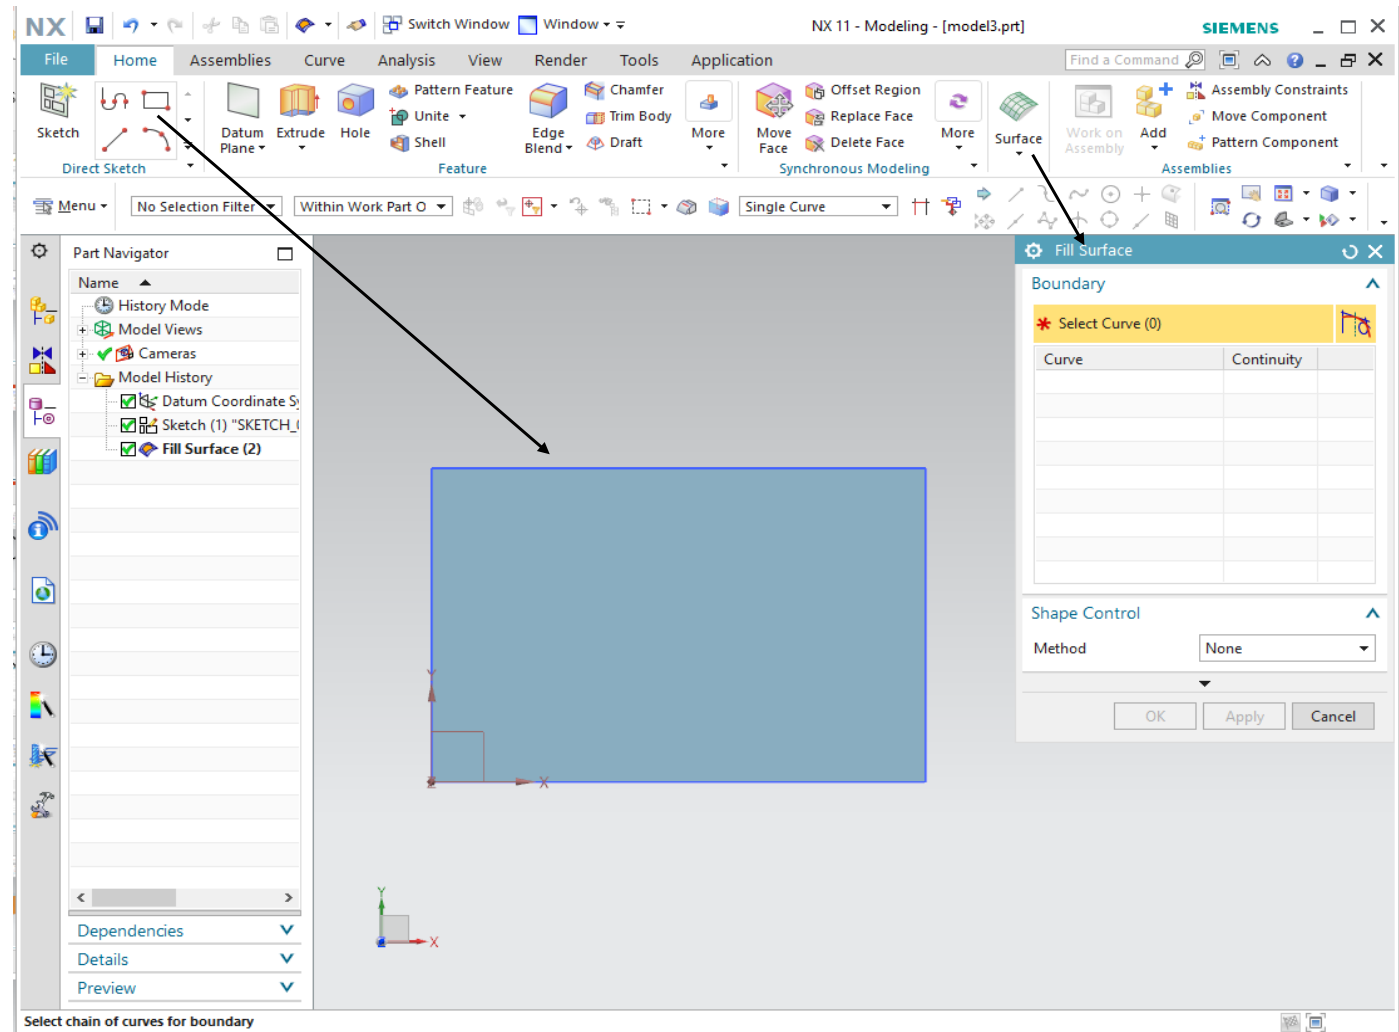 NX Switch Window Window NX 11 - Modeling - [model3.prt] SIEMENS
File Home Assemblies Curve Analysis View Render Tools Application Find a Command
Sketch
Direct Sketch
Datum Plane
Extrude
Hole
Pattern Feature
Unite
Shell
Edge Blend
Chamfer
Trim Body
Draft
More
Feature
Move Face
Offset Region
Replace Face
Delete Face
More
Synchronous Modeling
Surface
Work on Assembly
Add
Assembly Constraints
Move Component
Pattern Component
Assemblies
Menu No Selection Filter Within Work Part O Single Curve
Part Navigator
Name
History Mode
Model Views
Cameras
Model History
Datum Coordinate Sy
Sketch (1) "SKETCH_0
Fill Surface (2)
Dependencies
Details
Preview
Y
X
Z
Y
X
Fill Surface
Boundary
* Select Curve (0)
Curve Continuity
Shape Control
Method None
OK Apply Cancel
Select chain of curves for boundary